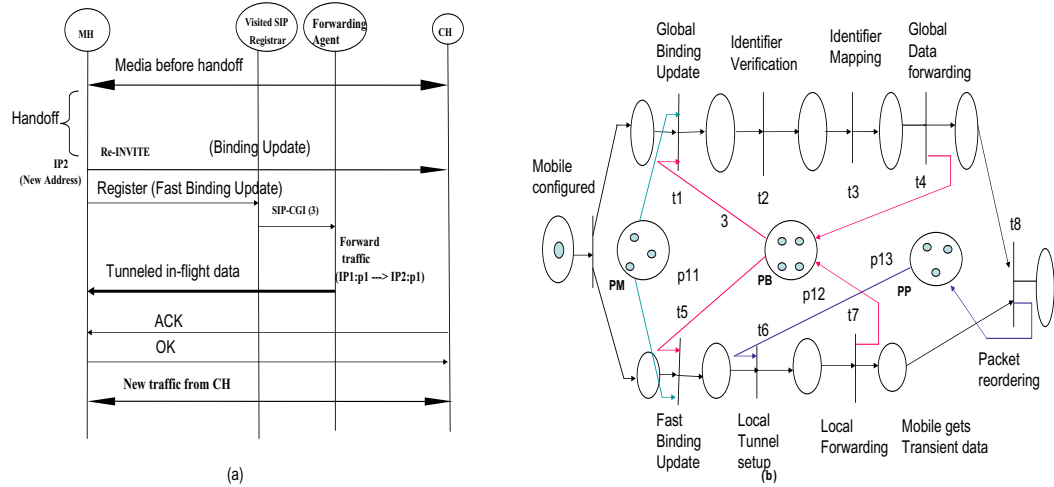 MH
Visited SIP
Registrar
Forwarding
Agent
CH
Media before handoff
Handoff
IP2
(New Address)
Re-INVITE
(Binding Update)
Register (Fast Binding Update)
SIP-CGI (3)
Forward
traffic
(IP1:p1 ---> IP2:p1)
Tunneled in-flight data
ACK
OK
New traffic from CH
(a)
Global
Binding
Update
Identifier
Verification
Identifier
Mapping
Global
Data
forwarding
Mobile
configured
t1
t2
t3
t4
3
t8
PM
p11
PB
p12
p13
PP
t5
t6
t7
Packet
reordering
Fast
Binding
Update
Local
Tunnel
setup
Local
Forwarding
Mobile gets
Transient data
(b)